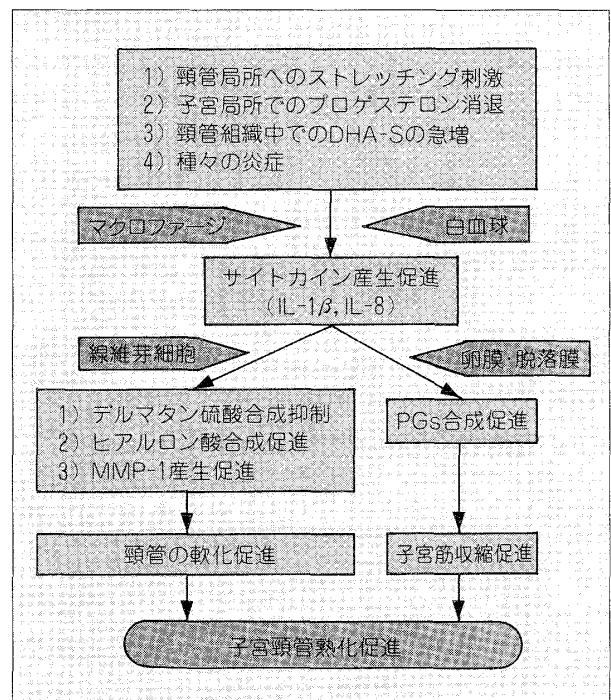 1) 頸管局所へのストレッチング刺激
2) 子宮局所でのプロゲステロン消退
3) 頸管組織中でのDHA-Sの急増
4) 種々の炎症
マクロファージ
白血球
サイトカイン産生促進
(IL-1β, IL-8)
線維芽細胞
卵膜・脱落膜
1) デルマタン硫酸合成抑制
2) ヒアルロン酸合成促進
3) MMP-1産生促進
PGs合成促進
頸管の軟化促進
子宮筋収縮促進
子宮頸管熟化促進